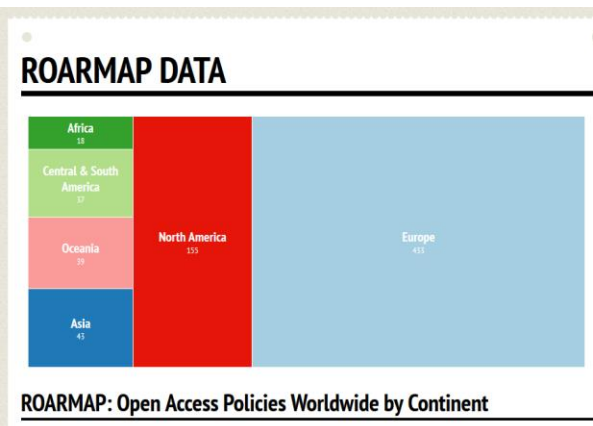 ROARMAP DATA
Africa
18
Central & South
America
37
Oceania
39
Asia
43
North America
155
Europe
433
ROARMAP: Open Access Policies Worldwide by Continent